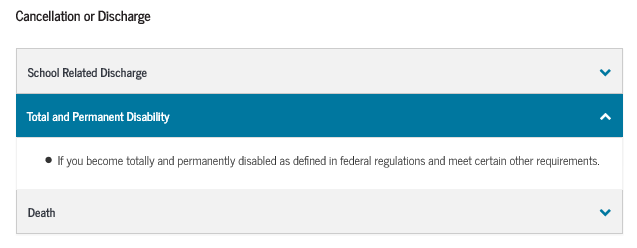 Cancellation or Discharge
School Related Discharge
Total and Permanent Disability
● If you become totally and permanently disabled as defined in federal regulations and meet certain other requirements.
Death